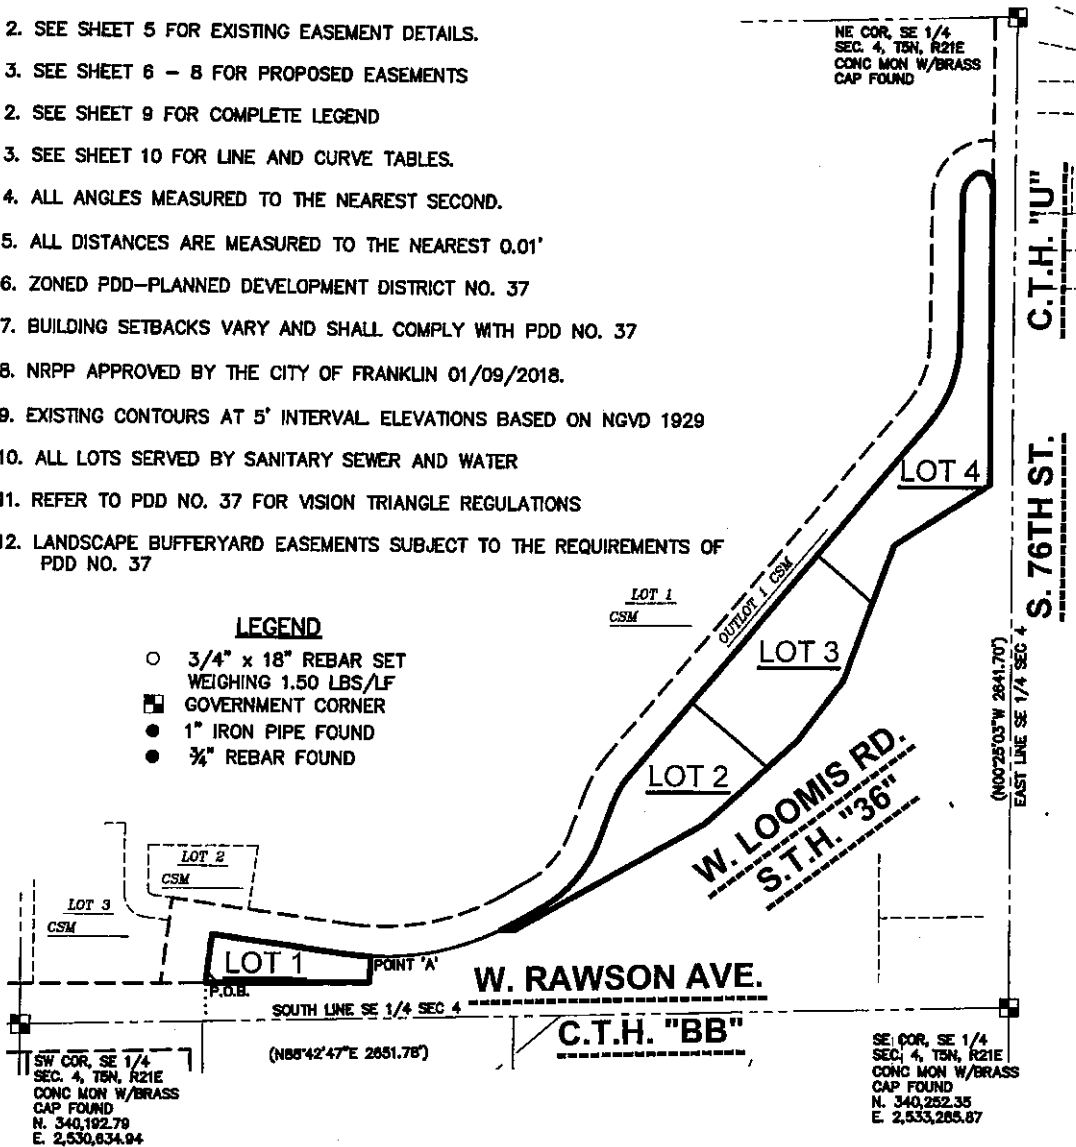 2. SEE SHEET 5 FOR EXISTING EASEMENT DETAILS.
3. SEE SHEET 6 – 8 FOR PROPOSED EASEMENTS
2. SEE SHEET 9 FOR COMPLETE LEGEND
3. SEE SHEET 10 FOR LINE AND CURVE TABLES.
4. ALL ANGLES MEASURED TO THE NEAREST SECOND.
5. ALL DISTANCES ARE MEASURED TO THE NEAREST 0.01'
6. ZONED PDD–PLANNED DEVELOPMENT DISTRICT NO. 37
7. BUILDING SETBACKS VARY AND SHALL COMPLY WITH PDD NO. 37
8. NRPP APPROVED BY THE CITY OF FRANKLIN 01/09/2018.
9. EXISTING CONTOURS AT 5' INTERVAL ELEVATIONS BASED ON NGVD 1929
10. ALL LOTS SERVED BY SANITARY SEWER AND WATER
11. REFER TO PDD NO. 37 FOR VISION TRIANGLE REGULATIONS
12. LANDSCAPE BUFFERYARD EASEMENTS SUBJECT TO THE REQUIREMENTS OF
PDD NO. 37
LEGEND
3/4" x 18" REBAR SET
WEIGHING 1.50 LBS/LF
GOVERNMENT CORNER
1" IRON PIPE FOUND
¾" REBAR FOUND
NE COR, SE 1/4
SEC. 4, T5N, R21E
CONC MON W/BRASS
CAP FOUND
C.T.H. "U"
S. 76TH ST.
LOT 4
OUTLOT 1 CSM
LOT 1
CSM
LOT 3
LOT 2
W. LOOMIS RD.
S.T.H. "36"
(N00°25'03"W 2641.70')
EAST LINE SE 1/4 SEC 4
LOT 2
CSM
LOT 3
CSM
LOT 1
POINT 'A'
P.O.B.
W. RAWSON AVE.
SOUTH LINE SE 1/4 SEC 4
C.T.H. "BB"
(N88°42'47"E 2651.78')
SW COR, SE 1/4
SEC. 4, T5N, R21E
CONC MON W/BRASS
CAP FOUND
N. 340,192.79
E. 2,530,634.94
SE COR, SE 1/4
SEC. 4, T5N, R21E
CONC MON W/BRASS
CAP FOUND
N. 340,252.35
E. 2,533,285.87